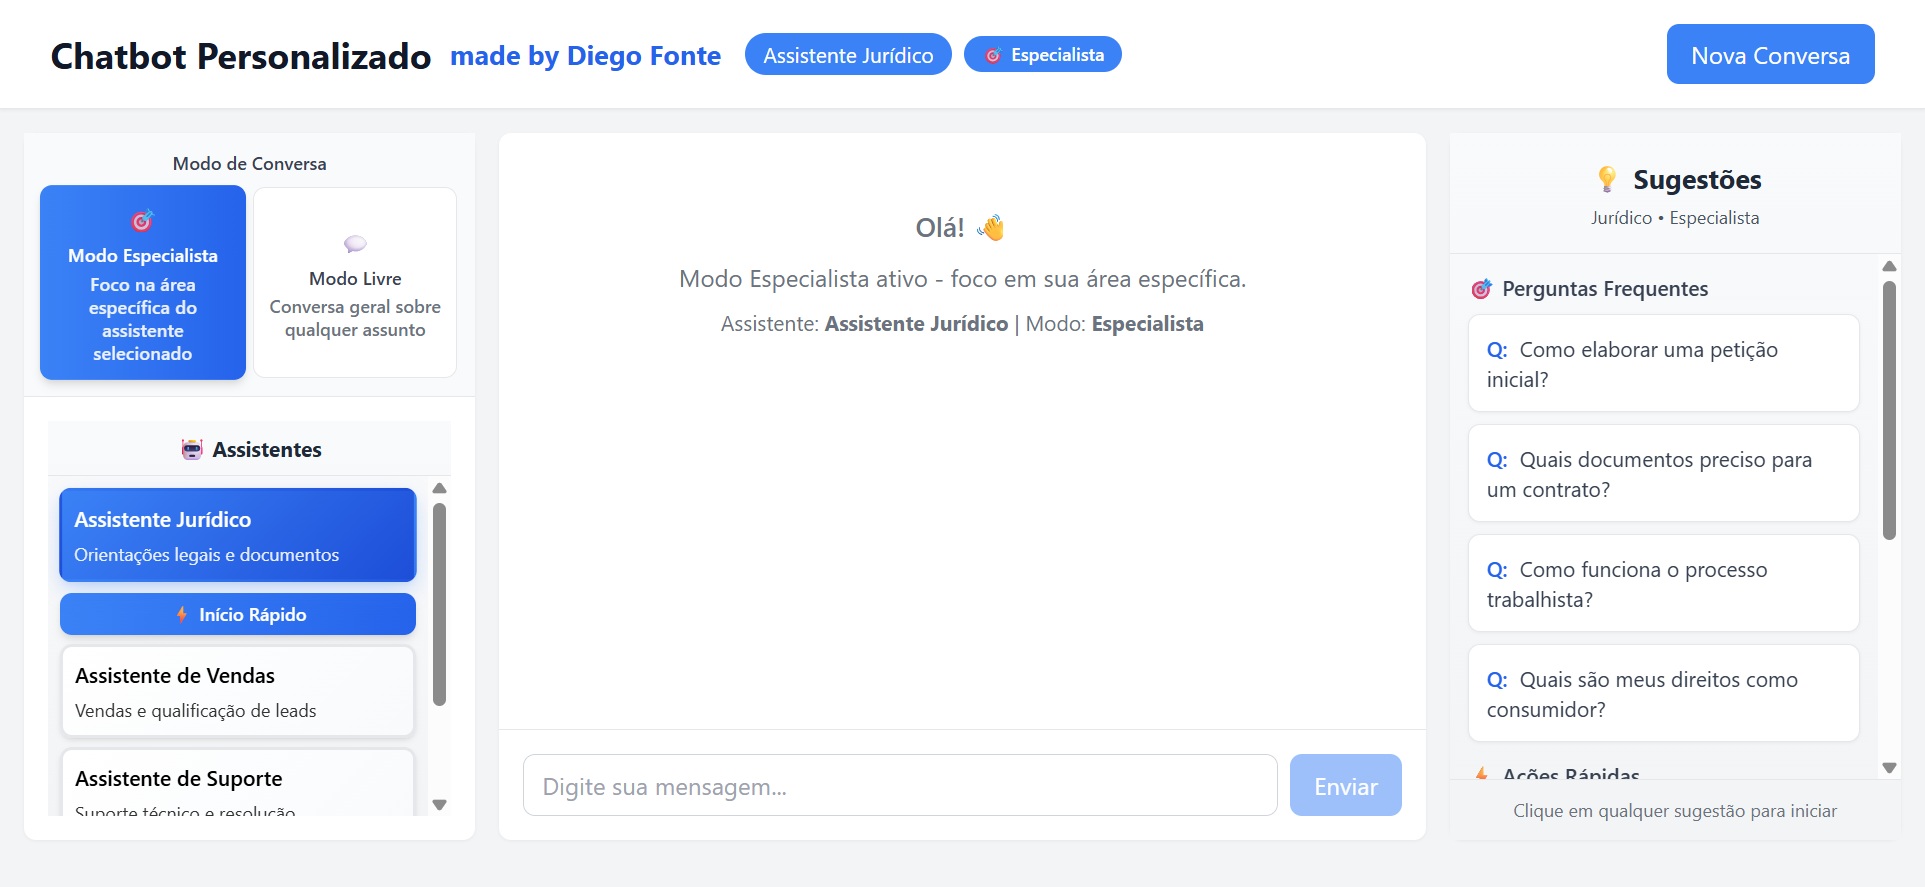 Chatbot Personalizado made by Diego Fonte Assistente Jurídico Especialista Nova Conversa
Modo de Conversa
Modo Especialista
Foco na área
específica do
assistente
selecionado
Modo Livre
Conversa geral sobre
qualquer assunto
Assistentes
Assistente Jurídico
Orientações legais e documentos
Início Rápido
Assistente de Vendas
Vendas e qualificação de leads
Assistente de Suporte
Suporte técnico e resolução
Olá!
Modo Especialista ativo - foco em sua área específica.
Assistente: Assistente Jurídico | Modo: Especialista
Digite sua mensagem...
Enviar
Sugestões
Jurídico • Especialista
Perguntas Frequentes
Q: Como elaborar uma petição
inicial?
Q: Quais documentos preciso para
um contrato?
Q: Como funciona o processo
trabalhista?
Q: Quais são meus direitos como
consumidor?
Ações Rápidas
Clique em qualquer sugestão para iniciar